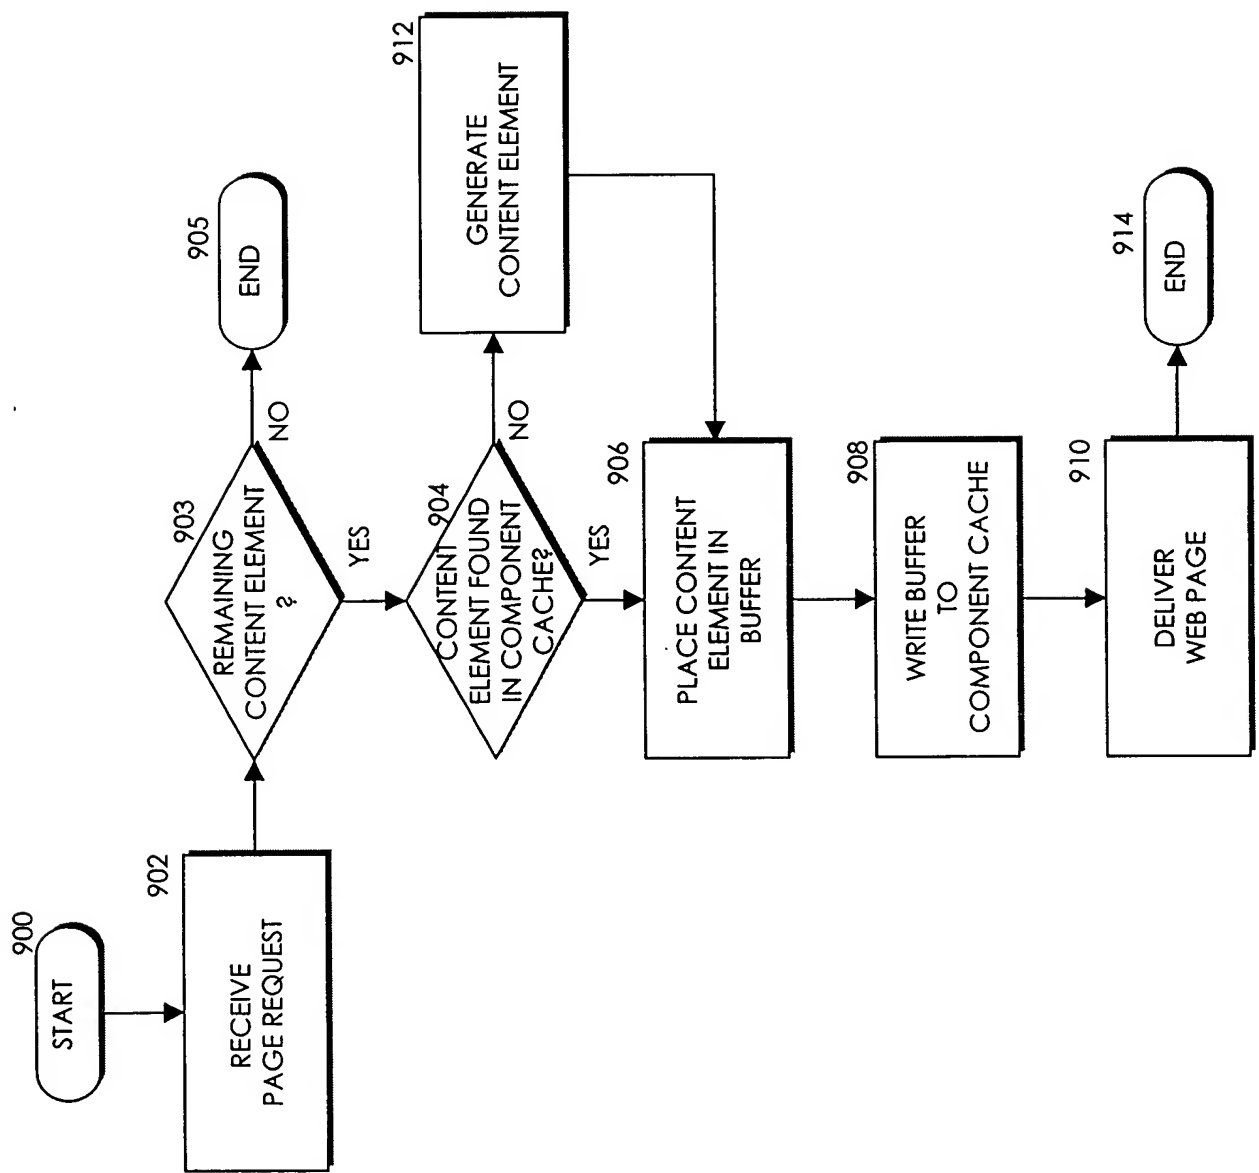 900
START
902
RECEIVE
PAGE REQUEST
903
REMAINING
CONTENT ELEMENT
?
NO
905
END
YES
904
CONTENT
ELEMENT FOUND
IN COMPONENT
CACHE?
NO
912
GENERATE
CONTENT ELEMENT
YES
906
PLACE CONTENT
ELEMENT IN
BUFFER
908
WRITE BUFFER
TO
COMPONENT CACHE
910
DELIVER
WEB PAGE
914
END